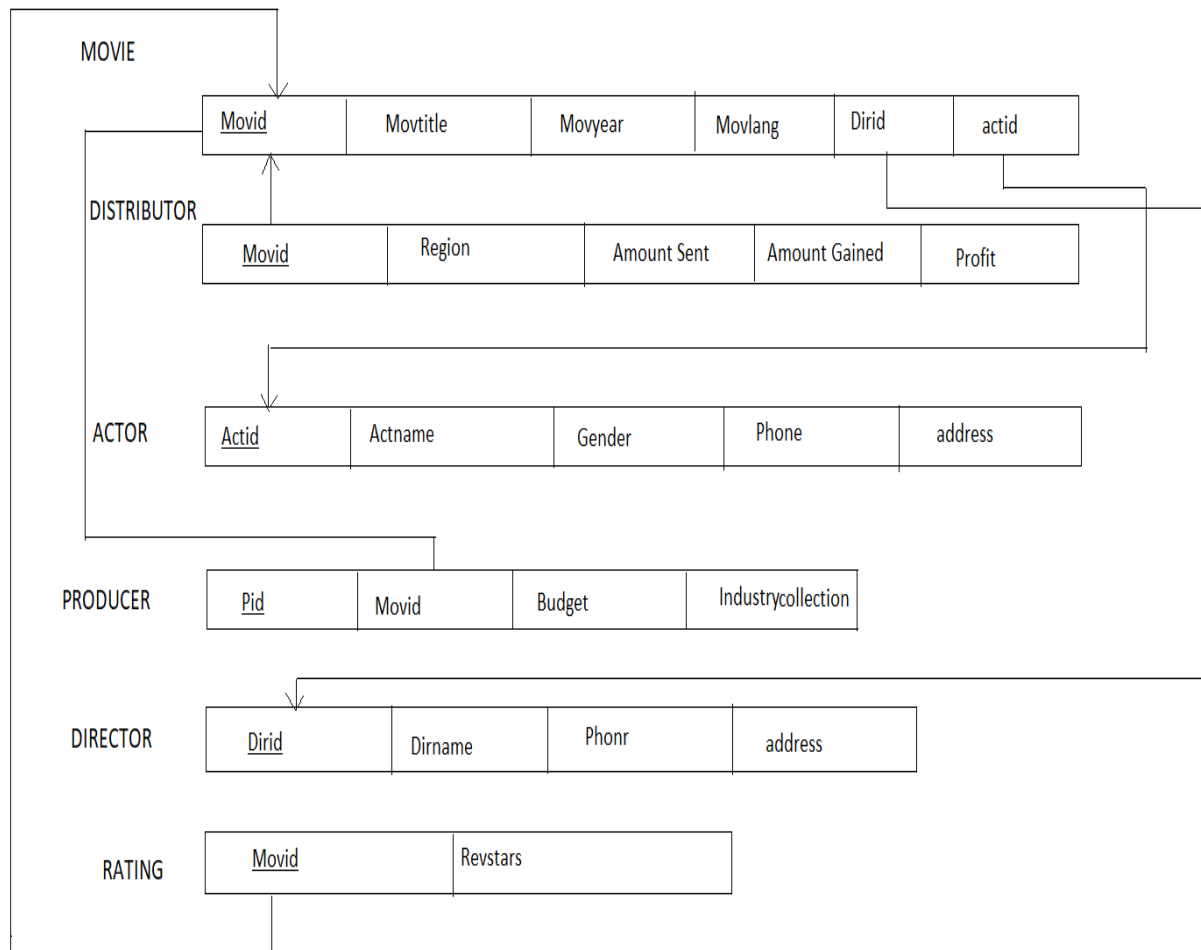 MOVIE
Movid Movtitle Movyear Movlang Dirid actid
DISTRIBUTOR
Movid Region Amount Sent Amount Gained Profit
ACTOR
Actid Actname Gender Phone address
PRODUCER
Pid Movid Budget Industrycollection
DIRECTOR
Dirid Dirname Phonr address
RATING
Movid Revstars